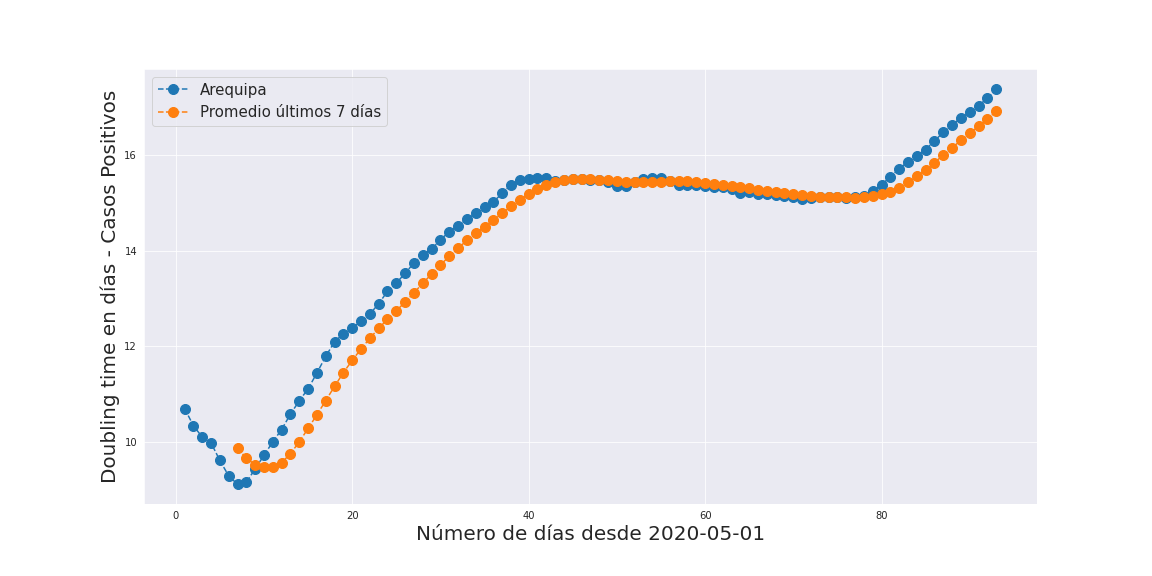 Arequipa
Promedio últimos 7 días
Doubling time en días - Casos Positivos
16
14
12
10
0 20 40 60 80
Número de días desde 2020-05-01